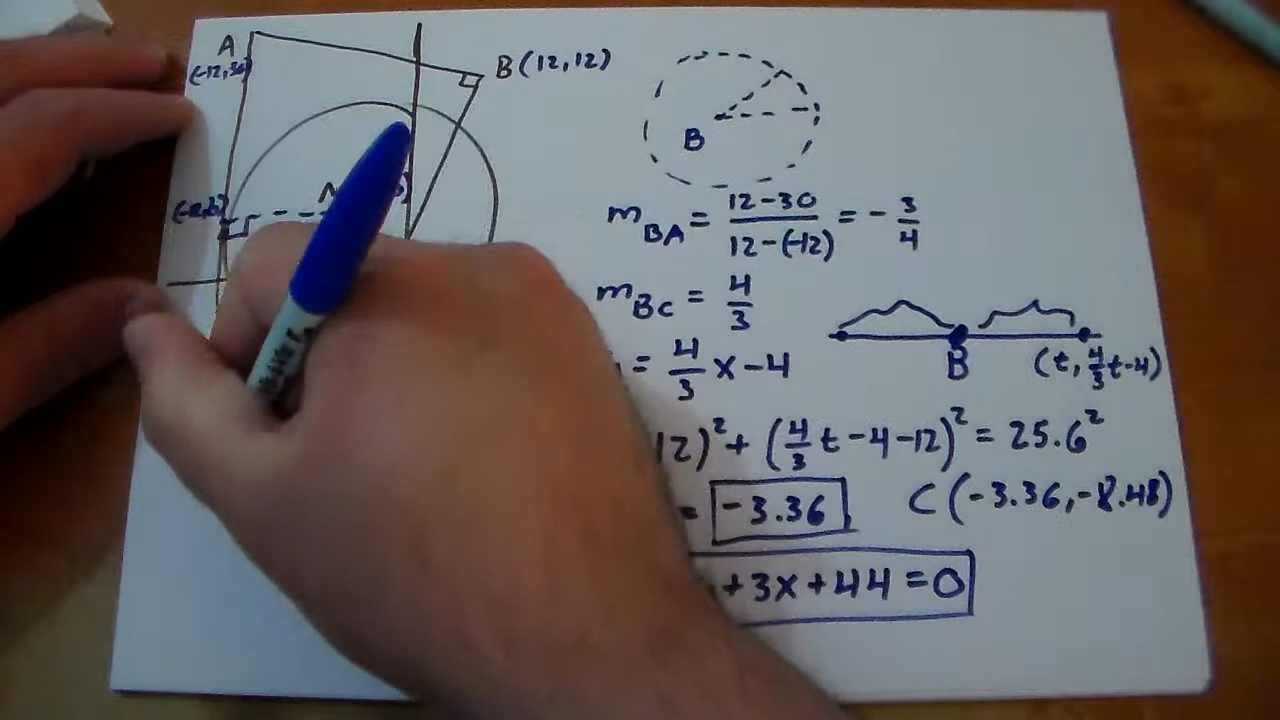 A
(-12,30)
B(12,12)
B
m_BA = 12-30 / 12-(-12) = - 3/4
m_BC = 4/3
= 4/3 x - 4
B
(t, 4/3 t-4)
12)² + (4/3 t - 4 - 12)² = 25.6²
= -3.36
C (-3.36, -8.48)
+ 3x + 44 = 0